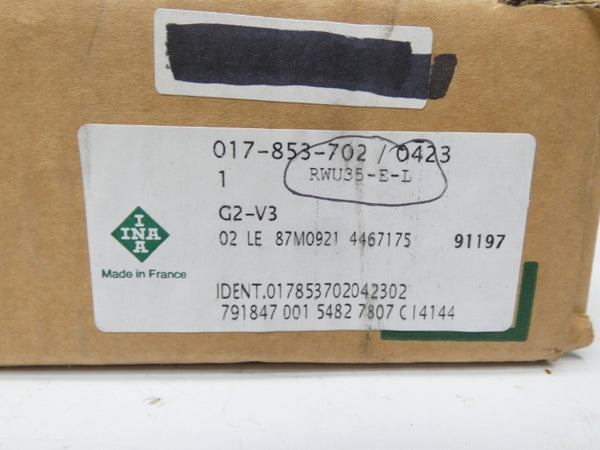 017-853-702 / 0423
1 RWU35-E-L
G2-V3
02 LE 87M0921 4467175 91197
I
INA
A
Made in France
IDENT.017853702042302
791847 001 5482 7807 C14144